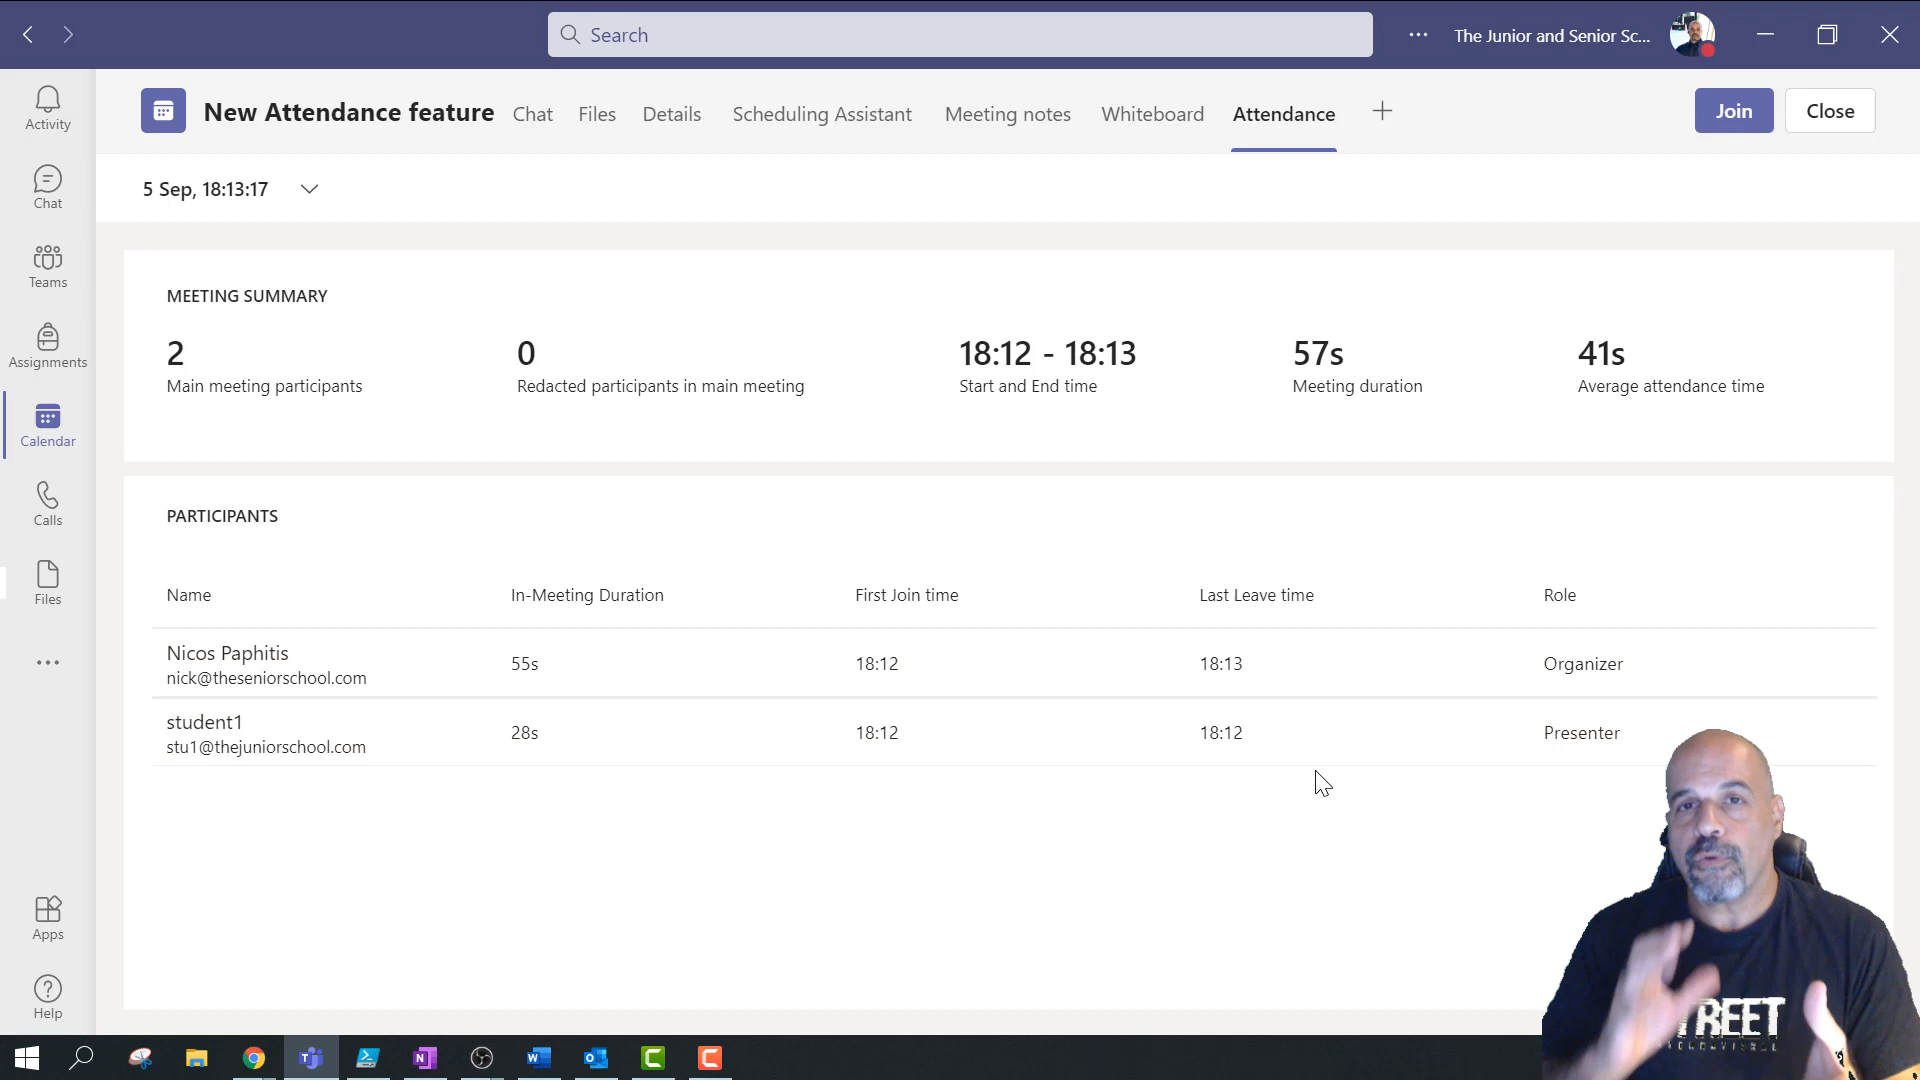 Search
The Junior and Senior Sc...
New Attendance feature
Chat
Files
Details
Scheduling Assistant
Meeting notes
Whiteboard
Attendance
Join
Close
Activity
Chat
Teams
Assignments
Calendar
Calls
Files
Apps
Help
5 Sep, 18:13:17
MEETING SUMMARY
2
Main meeting participants
0
Redacted participants in main meeting
18:12 - 18:13
Start and End time
57s
Meeting duration
41s
Average attendance time
PARTICIPANTS
Name In-Meeting Duration First Join time Last Leave time Role
Nicos Paphitis
nick@theseniorschool.com
55s 18:12 18:13 Organizer
student1
stu1@thejuniorschool.com
28s 18:12 18:12 Presenter